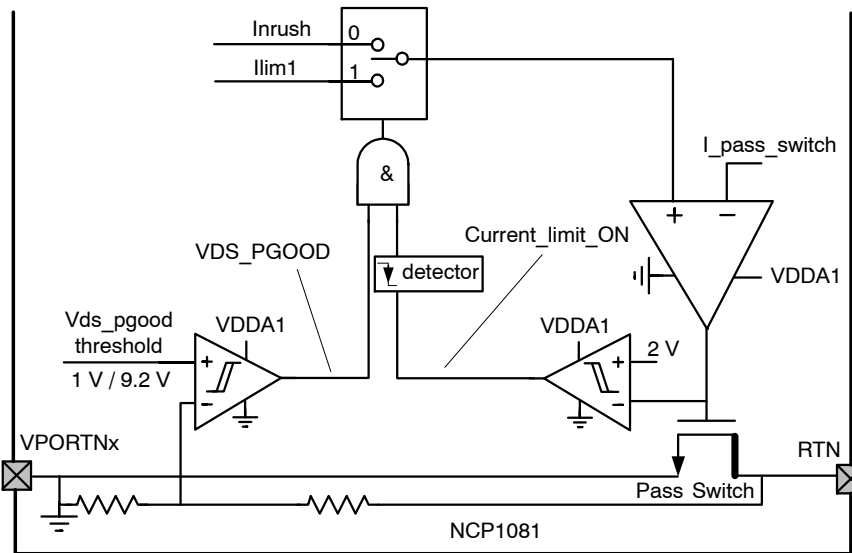 Inrush 0
Ilim1 1
I_pass_switch
&
+ −
VDS_PGOOD
Current_limit_ON
detector
VDDA1
Vds_pgood
threshold
1 V / 9.2 V
VDDA1
VDDA1
+
−
2 V
+
−
VPORTNx
RTN
Pass Switch
NCP1081